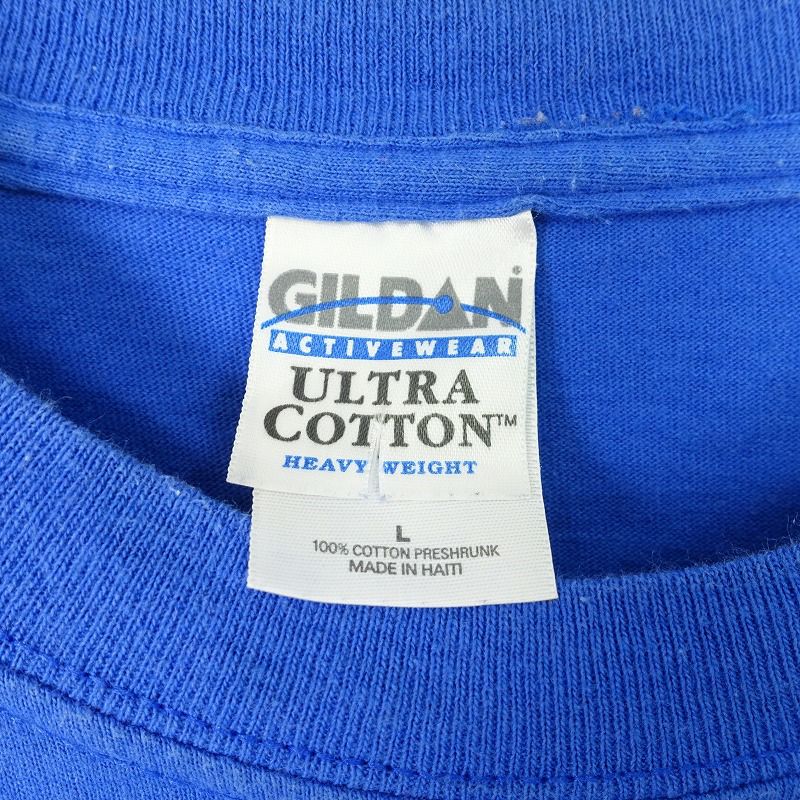 GILDAN®
ACTIVEWEAR
ULTRA
COTTON™
HEAVY WEIGHT
L
100% COTTON PRESHRUNK
MADE IN HAITI